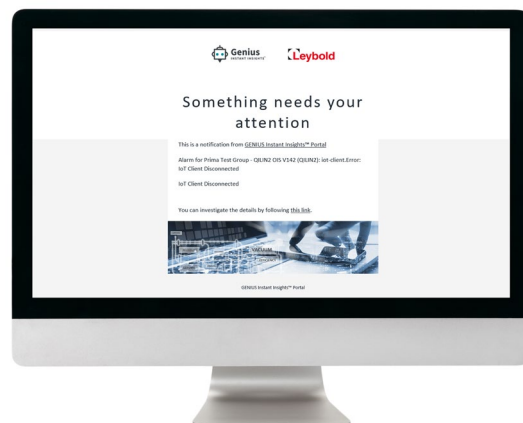 Genius
INSTANT INSIGHTS
Leybold
Something needs your
attention
This is a notification from GENIUS Instant Insights™ Portal
Alarm for Prima Test Group - QILIN2 OIS V142 (QILIN2): iot-client.Error:
IoT Client Disconnected
IoT Client Disconnected
You can investigate the details by following this link.
VACUUM
GENIUS Instant Insights™ Portal